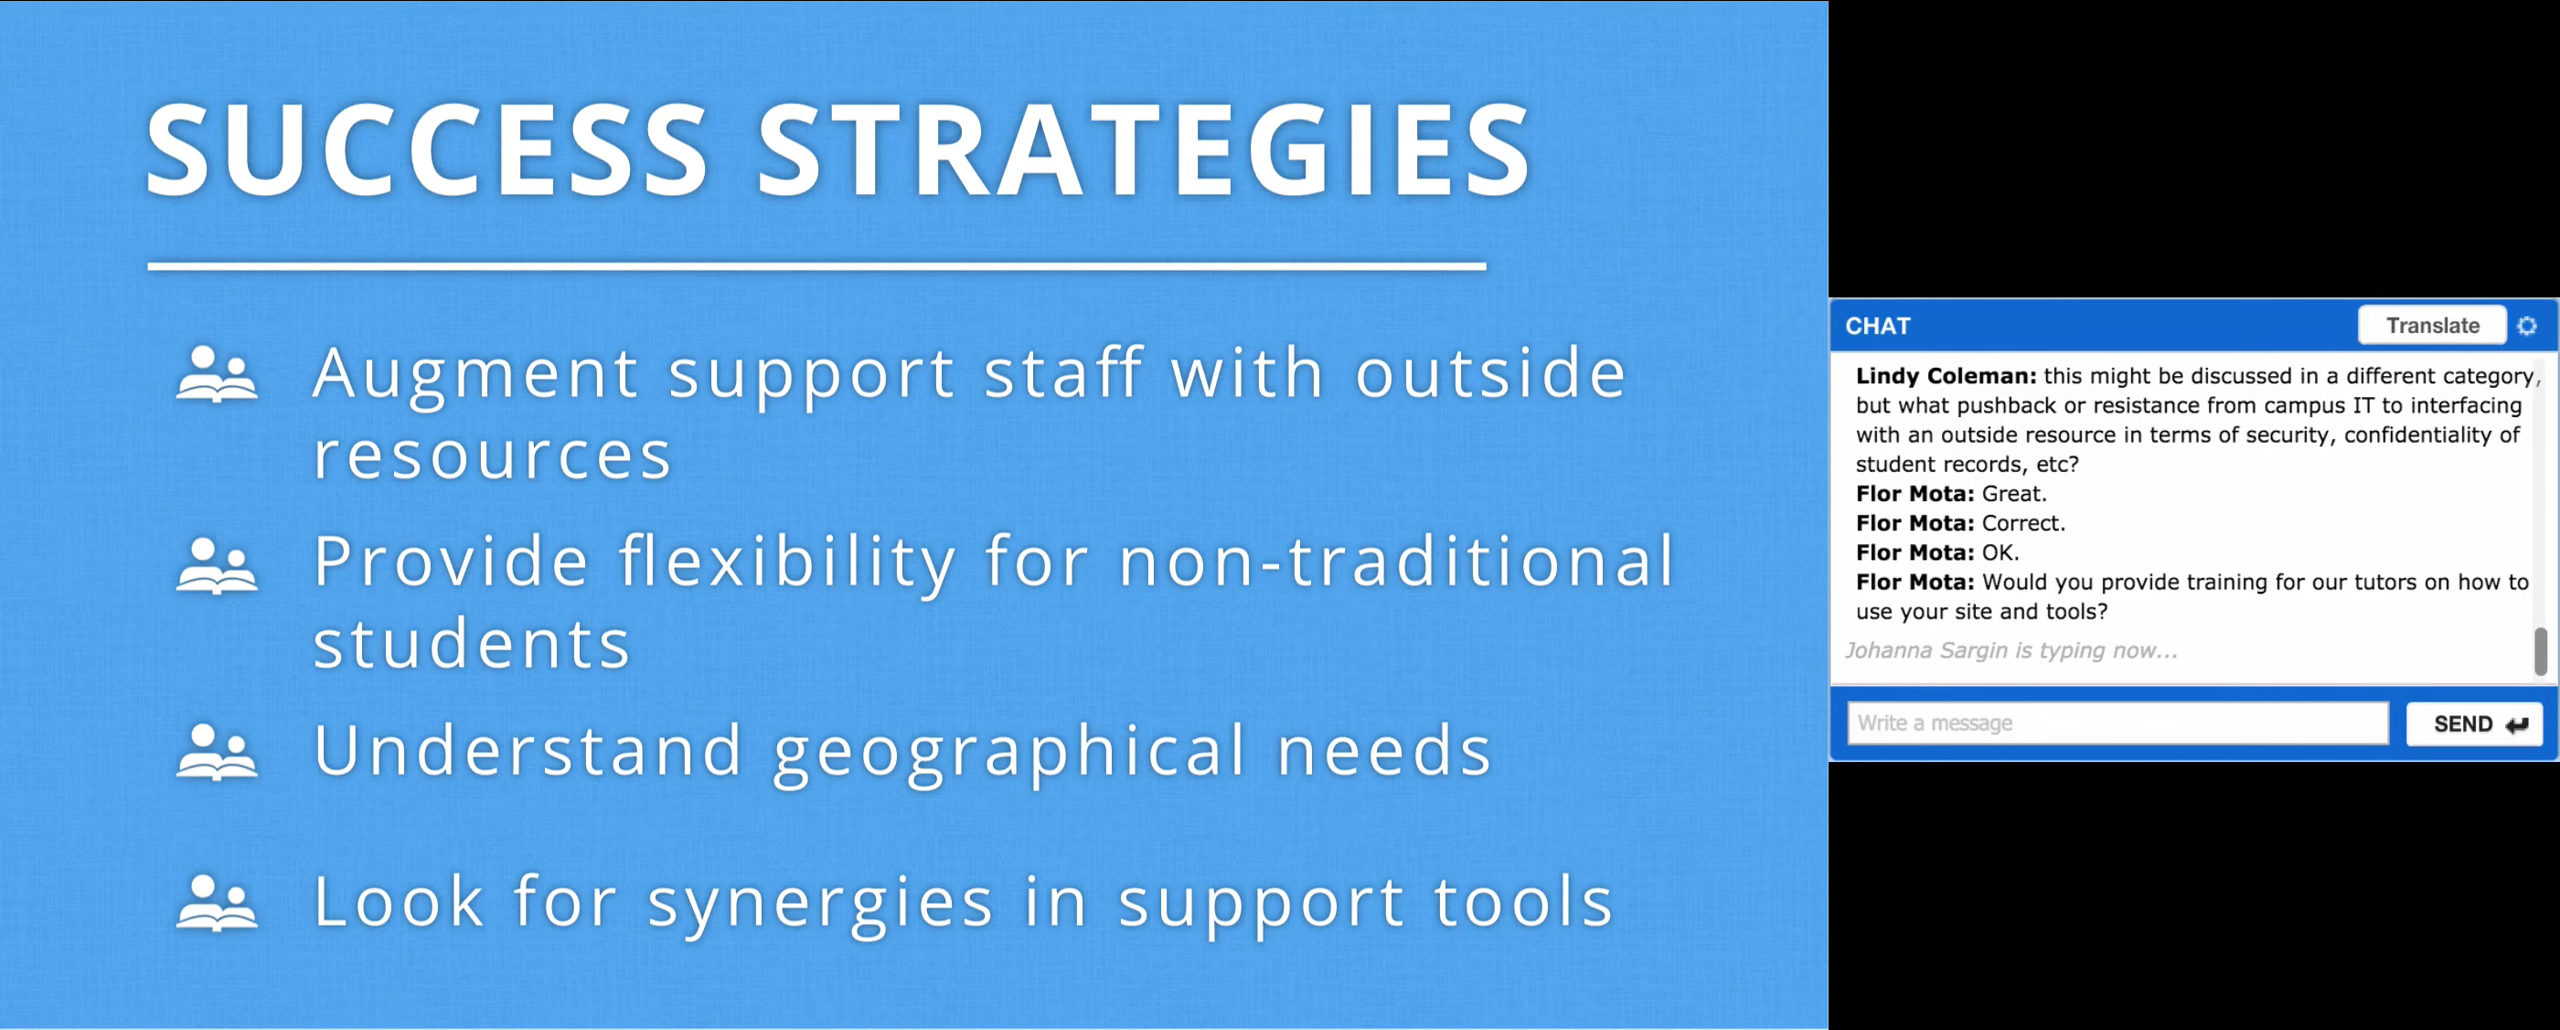 SUCCESS STRATEGIES
Augment support staff with outside
resources
Provide flexibility for non-traditional
students
Understand geographical needs
Look for synergies in support tools
CHAT
Translate
Lindy Coleman: this might be discussed in a different category,
but what pushback or resistance from campus IT to interfacing
with an outside resource in terms of security, confidentiality of
student records, etc?
Flor Mota: Great.
Flor Mota: Correct.
Flor Mota: OK.
Flor Mota: Would you provide training for our tutors on how to
use your site and tools?
Johanna Sargin is typing now...
Write a message
SEND